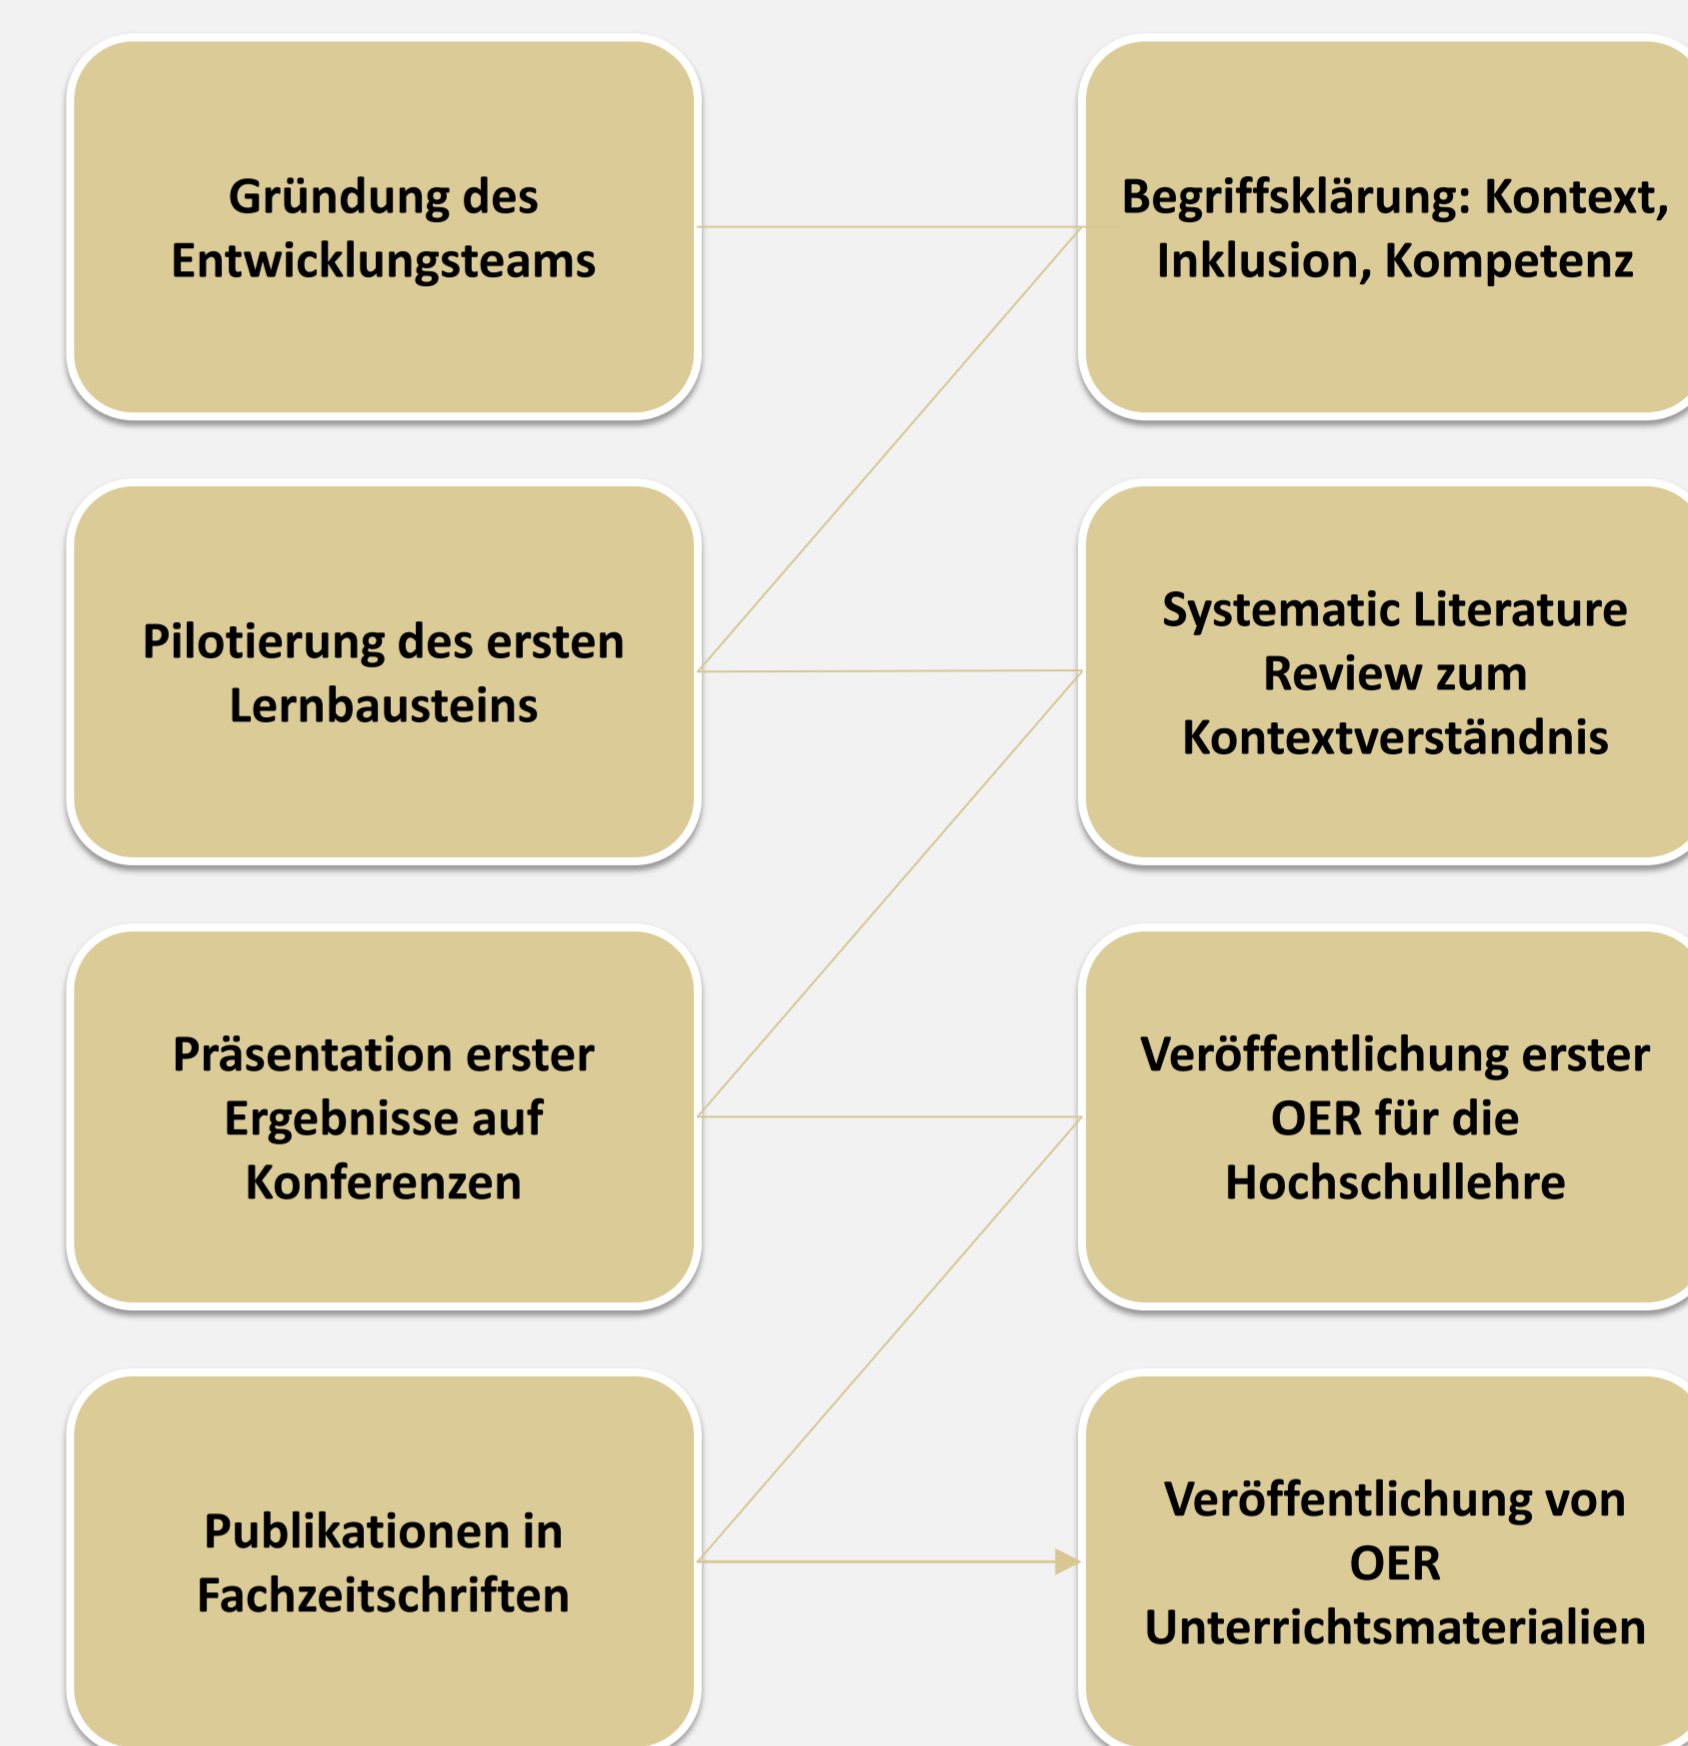 Gründung des
Entwicklungsteams
Begriffsklärung: Kontext,
Inklusion, Kompetenz
Pilotierung des ersten
Lernbausteins
Systematic Literature
Review zum
Kontextverständnis
Präsentation erster
Ergebnisse auf
Konferenzen
Veröffentlichung erster
OER für die
Hochschullehre
Publikationen in
Fachzeitschriften
Veröffentlichung von
OER
Unterrichtsmaterialien